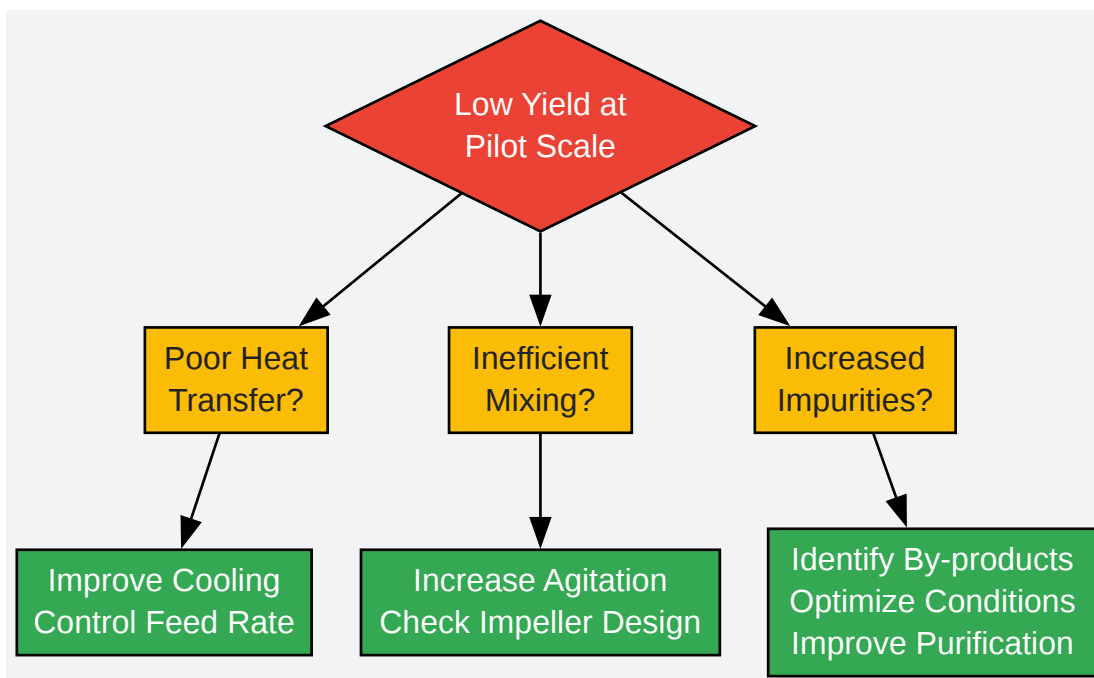 Low Yield at
Pilot Scale
Poor Heat
Transfer?
Inefficient
Mixing?
Increased
Impurities?
Improve Cooling
Control Feed Rate
Increase Agitation
Check Impeller Design
Identify By-products
Optimize Conditions
Improve Purification